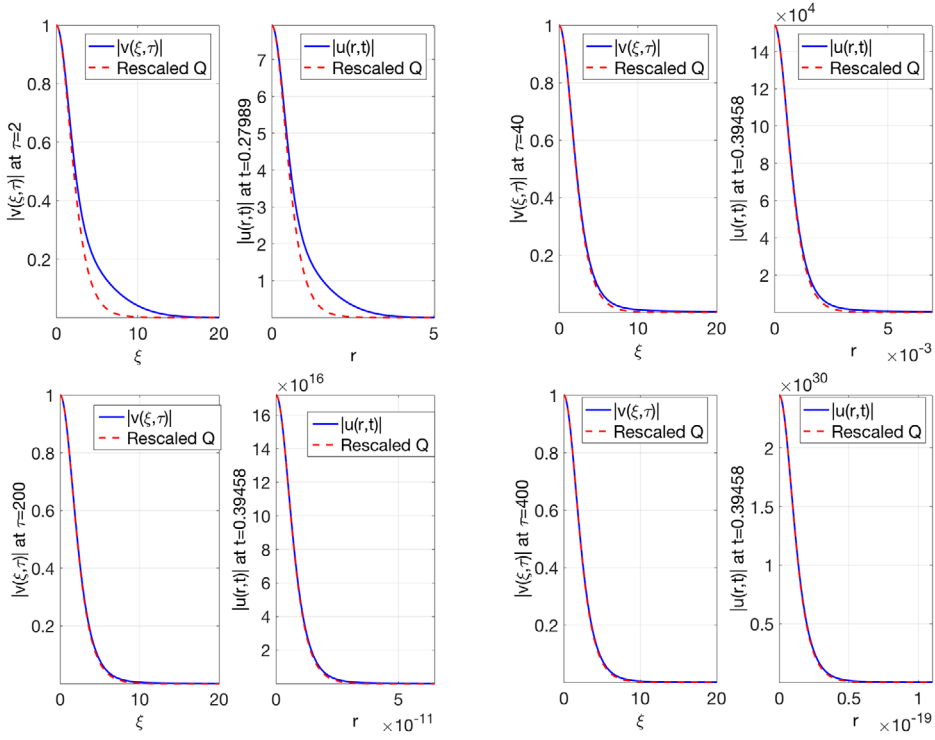 1
0.8
0.6
0.4
0.2
|v(ξ,τ)| at τ=2
0
10
20
ξ
|v(ξ,τ)|
Rescaled Q
7
6
5
4
3
2
1
|u(r,t)| at t=0.27989
0
5
r
|u(r,t)|
Rescaled Q
1
0.8
0.6
0.4
0.2
|v(ξ,τ)| at τ=40
0
10
20
ξ
|v(ξ,τ)|
Rescaled Q
×10⁴
14
12
10
8
6
4
2
|u(r,t)| at t=0.39458
0
5
r
×10⁻³
|u(r,t)|
Rescaled Q
1
0.8
0.6
0.4
0.2
|v(ξ,τ)| at τ=200
0
10
20
ξ
|v(ξ,τ)|
Rescaled Q
×10¹⁶
16
14
12
10
8
6
4
2
|u(r,t)| at t=0.39458
0
5
r
×10⁻¹¹
|u(r,t)|
Rescaled Q
1
0.8
0.6
0.4
0.2
|v(ξ,τ)| at τ=400
0
10
20
ξ
|v(ξ,τ)|
Rescaled Q
×10³⁰
2
1.5
1
0.5
|u(r,t)| at t=0.39458
0
0.5
1
r
×10⁻¹⁹
|u(r,t)|
Rescaled Q